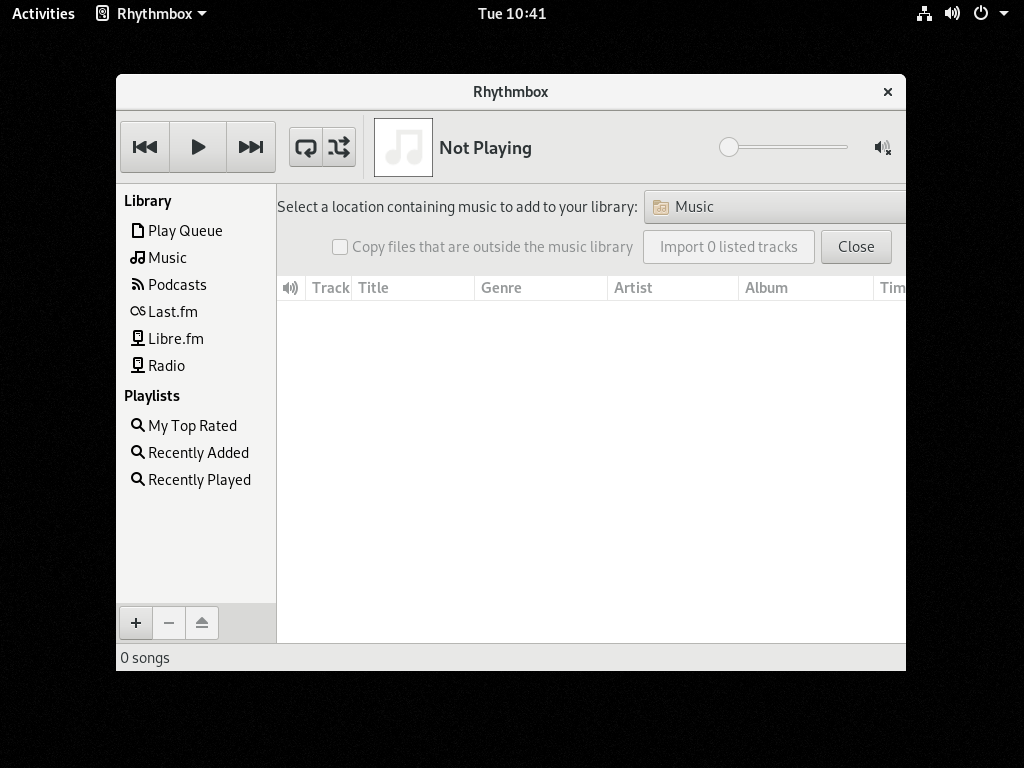 Activities Rhythmbox Tue 10:41
Rhythmbox
Not Playing
Library
Play Queue
Music
Podcasts
Last.fm
Libre.fm
Radio
Playlists
My Top Rated
Recently Added
Recently Played
Select a location containing music to add to your library: Music
Copy files that are outside the music library Import 0 listed tracks Close
Track Title Genre Artist Album Tim
0 songs